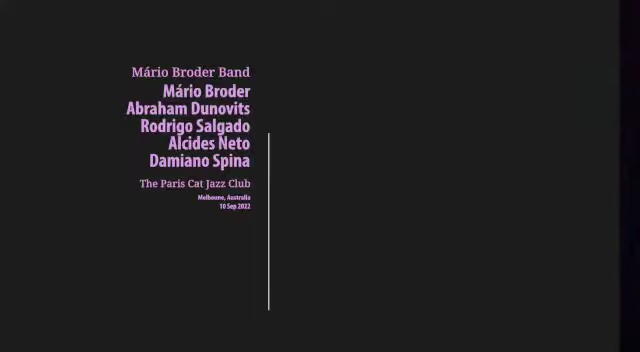 Mário Broder Band
Mário Broder
Abraham Dunovits
Rodrigo Salgado
Alcides Neto
Damiano Spina
The Paris Cat Jazz Club
Melboune, Australia
10 Sep 2022